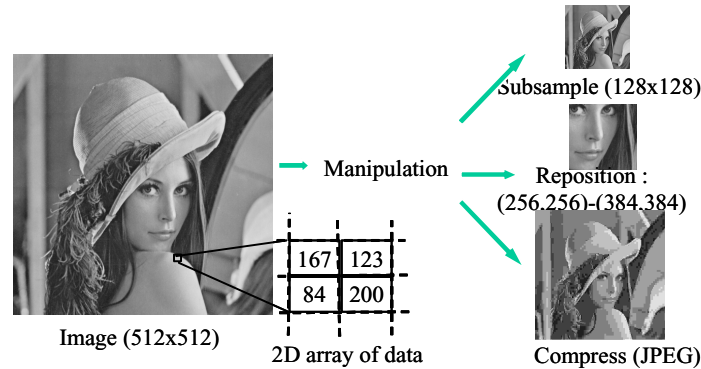 Subsample (128x128)
Manipulation
Reposition :
(256,256)-(384,384)
167 123
84 200
Image (512x512)
2D array of data
Compress (JPEG)